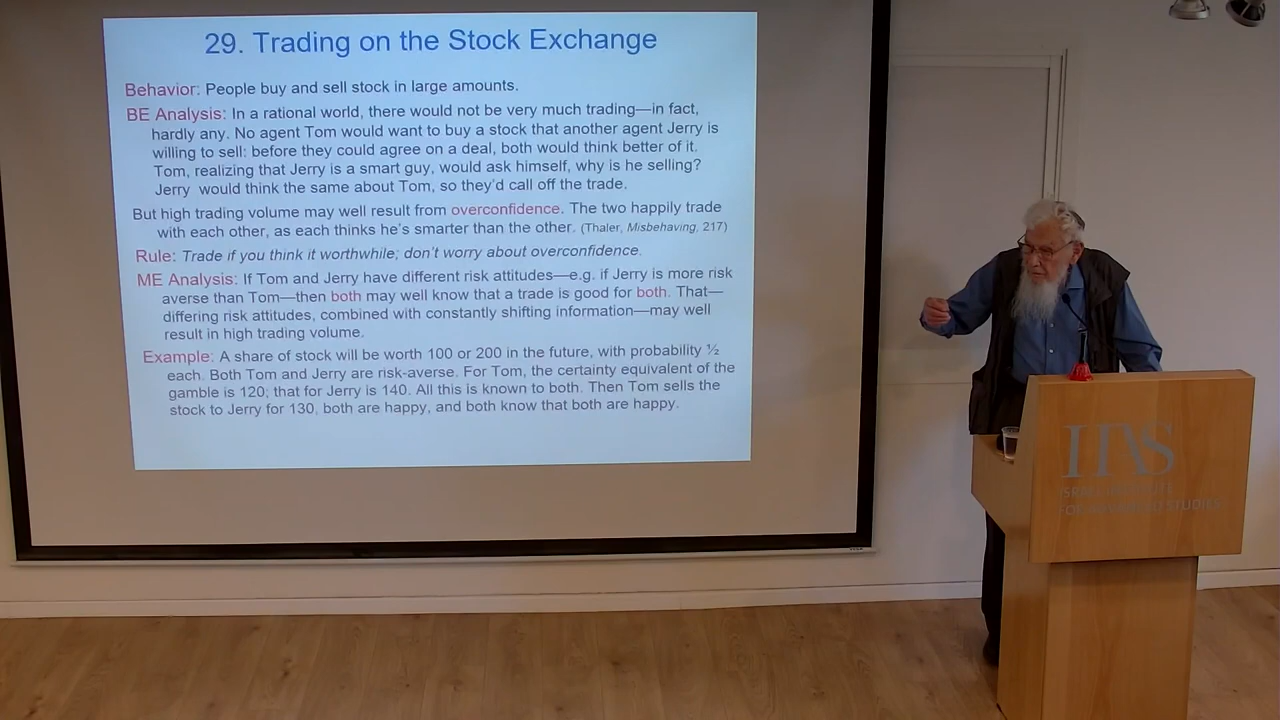 29. Trading on the Stock Exchange
Behavior: People buy and sell stock in large amounts.
BE Analysis: In a rational world, there would not be very much trading—in fact,
hardly any. No agent Tom would want to buy a stock that another agent Jerry is
willing to sell: before they could agree on a deal, both would think better of it.
Tom, realizing that Jerry is a smart guy, would ask himself, why is he selling?
Jerry would think the same about Tom, so they'd call off the trade.
But high trading volume may well result from overconfidence. The two happily trade
with each other, as each thinks he's smarter than the other. (Thaler, Misbehaving, 217)
Rule: Trade if you think it worthwhile; don't worry about overconfidence.
ME Analysis: If Tom and Jerry have different risk attitudes—e.g. if Jerry is more risk
averse than Tom—then both may well know that a trade is good for both. That—
differing risk attitudes, combined with constantly shifting information—may well
result in high trading volume.
Example: A share of stock will be worth 100 or 200 in the future, with probability ½
each. Both Tom and Jerry are risk-averse. For Tom, the certainty equivalent of the
gamble is 120; that for Jerry is 140. All this is known to both. Then Tom sells the
stock to Jerry for 130, both are happy, and both know that both are happy.
IIAS
ISRAEL INSTITUTE
FOR ADVANCED STUDIES